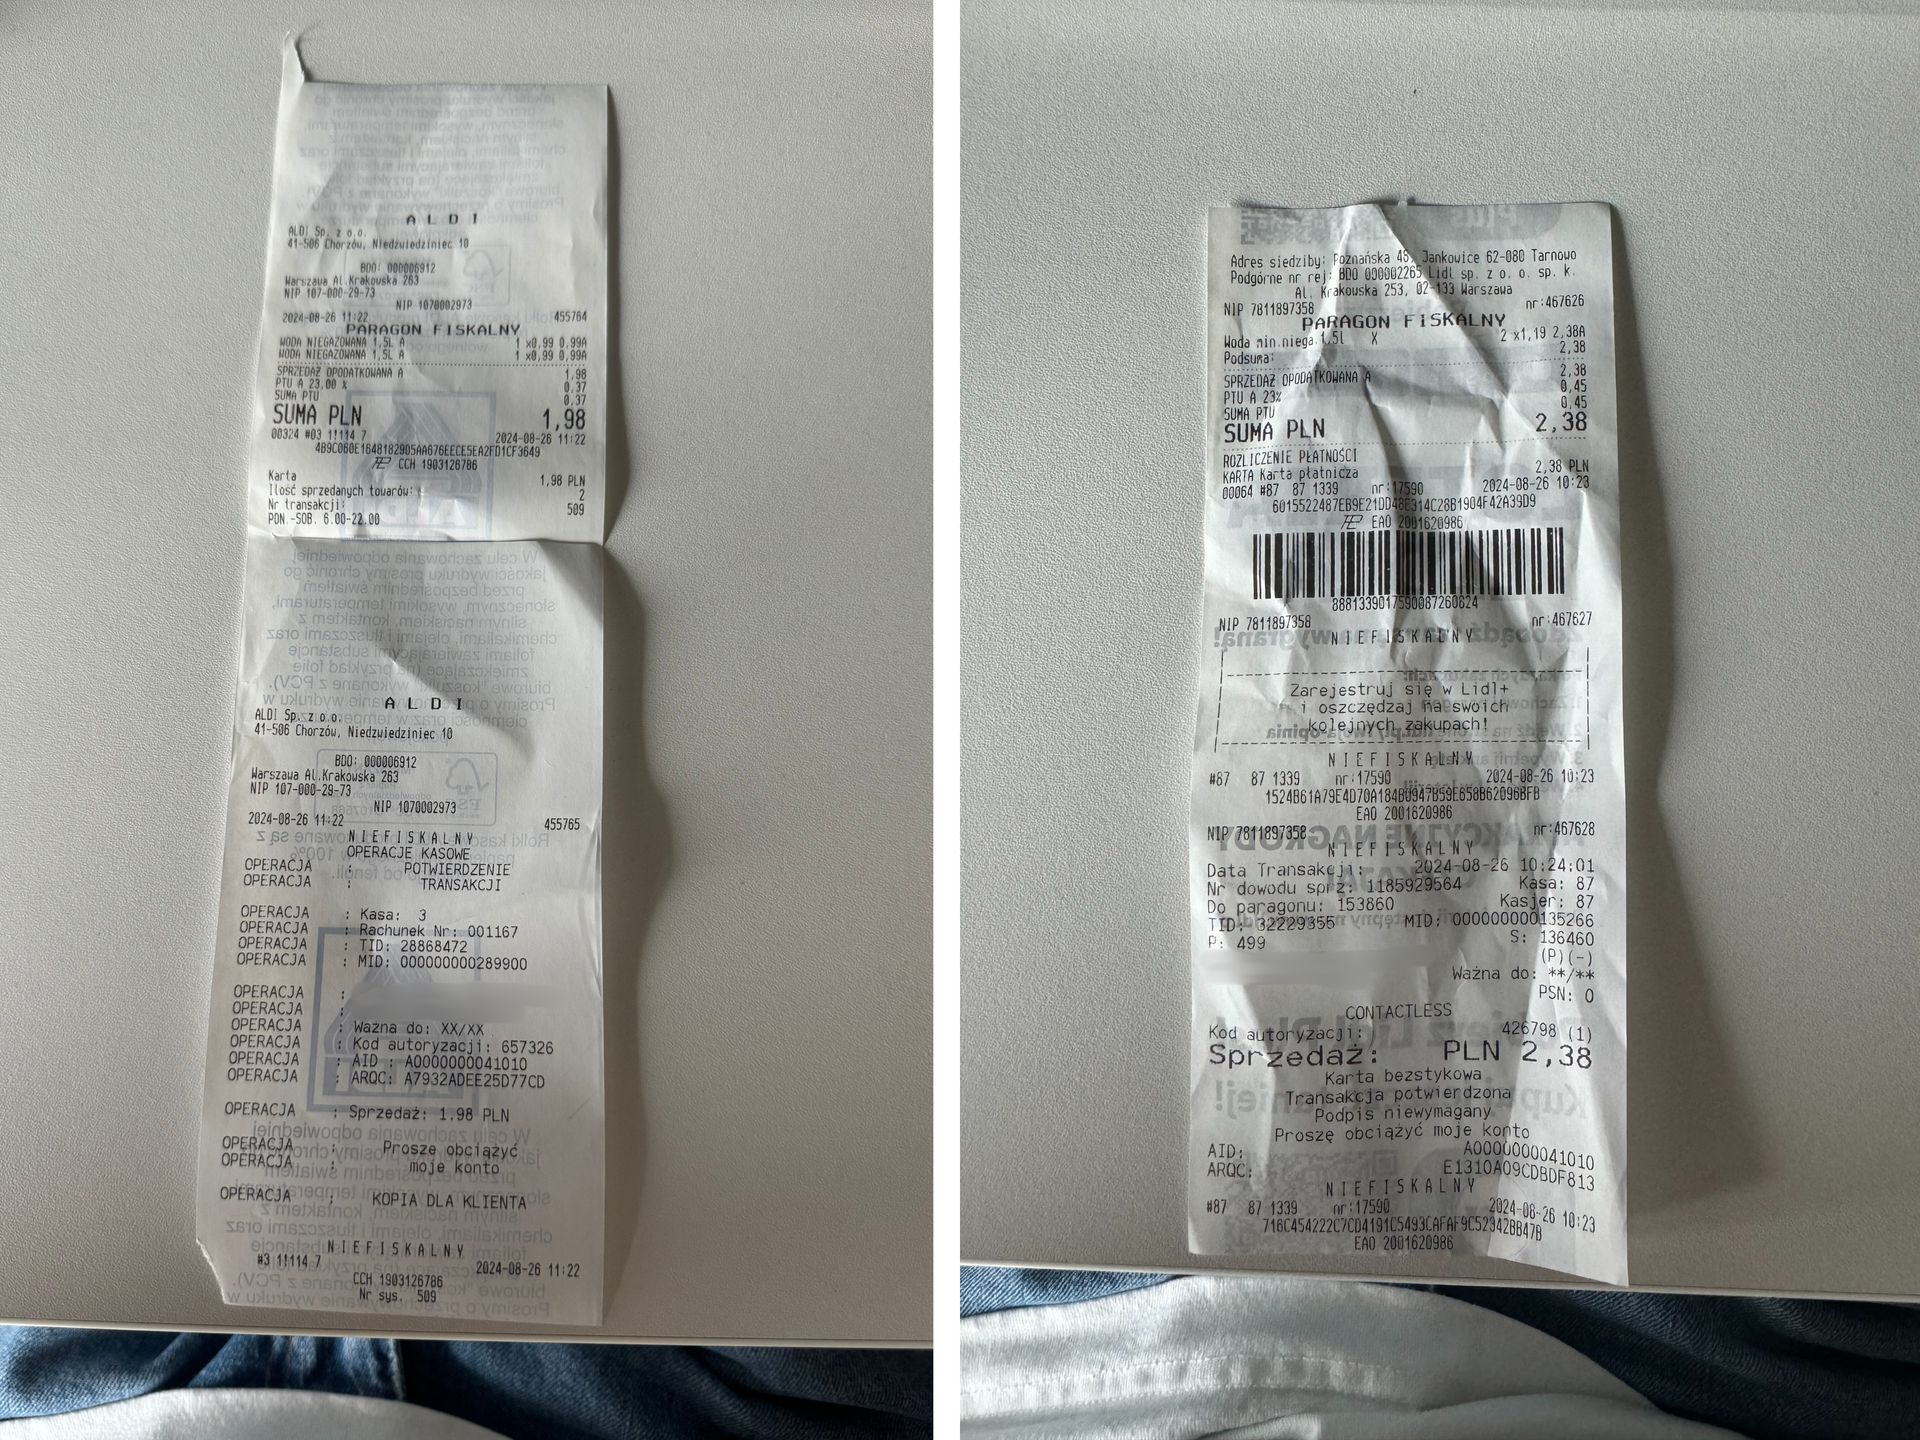 A L D I
ALDI Sp. z o.o.
41-506 Chorzów, Niedźwiedziniec 10
BDO: 000006912
Warszawa Al.Krakowska 263
NIP 107-000-29-73
NIP 1070002973
2024-08-26 11:22 455764
PARAGON FISKALNY
WODA NIEGAZOWANA 1,5L A 1 x0,99 0,99A
WODA NIEGAZOWANA 1,5L A 1 x0,99 0,99A
SPRZEDAŻ OPODATKOWANA A 1,98
PTU A 23,00 % 0,37
SUMA PTU 0,37
SUMA PLN 1,98
00324 #03 11114 7 2024-08-26 11:22
4B9C060E1648182905AA676EECE5EA2FD1CF3649
CCH 1903126786
Karta 1,98 PLN
Ilość sprzedanych towarów: 2
Nr transakcji: 509
PON.-SOB. 6.00-22.00
A L D I
ALDI Sp. z o.o.
41-506 Chorzów, Niedźwiedziniec 10
BDO: 000006912
Warszawa Al.Krakowska 263
NIP 107-000-29-73
NIP 1070002973
2024-08-26 11:22 455765
N I E F I S K A L N Y
OPERACJE KASOWE
OPERACJA : POTWIERDZENIE
OPERACJA : TRANSAKCJI
OPERACJA : Kasa: 3
OPERACJA : Rachunek Nr: 001167
OPERACJA : TID: 28868472
OPERACJA : MID: 000000000289900
OPERACJA :
OPERACJA
OPERACJA : Ważna do: XX/XX
OPERACJA : Kod autoryzacji: 657326
OPERACJA : AID : A0000000041010
OPERACJA : ARQC: A7932ADEE25D77CD
OPERACJA : Sprzedaż: 1,98 PLN
OPERACJA : Proszę obciążyć
OPERACJA : moje konto
OPERACJA : KOPIA DLA KLIENTA
N I E F I S K A L N Y
#3 11114 7 2024-08-26 11:22
CCH 1903126786
Nr sys. 509
Adres siedziby: Poznańska 48, Jankowice 62-080 Tarnowo
Podgórne nr rej: BDO 000002265 Lidl sp. z o. o. sp. k.
Al. Krakowska 253, 02-133 Warszawa
NIP 7811897358 nr:467626
PARAGON FISKALNY
Woda min.niega.1,5l X 2 x1,19 2,38A
Podsuma: 2,38
SPRZEDAŻ OPODATKOWANA A 2,38
PTU A 23% 0,45
SUMA PTU 0,45
SUMA PLN 2,38
ROZLICZENIE PŁATNOŚCI
KARTA Karta płatnicza 2,38 PLN
00064 #87 87 1339 nr:17590 2024-08-26 10:23
6015522487EB9E21DD48E314C28B1904F42A39D9
EAO 2001620986
8881339017590087260824
NIP 7811897358 nr:467627
N I E F I S K A L N Y
Zarejestruj się w Lidl+
i oszczędzaj na swoich
kolejnych zakupach!
N I E F I S K A L N Y
#87 87 1339 nr:17590 2024-08-26 10:23
1524B61A79E4D70A184B0947B59E658B62096BFB
EAO 2001620986
NIP 7811897358 nr:467628
N I E F I S K A L N Y
Data Transakcji: 2024-08-26 10:24:01
Nr dowodu sprz: 1185929564 Kasa: 87
Do paragonu: 153860 Kasjer: 87
TID: 32229355 MID: 000000000135266
P: 499 S: 136460
(P)(-)
Ważna do: **/**
PSN: 0
CONTACTLESS
Kod autoryzacji: 426798 (1)
Sprzedaż: PLN 2,38
Karta bezstykowa
Transakcja potwierdzona
Podpis niewymagany
Proszę obciążyć moje konto
AID: A0000000041010
ARQC: E1310A09CDBDF813
N I E F I S K A L N Y
#87 87 1339 nr:17590 2024-08-26 10:23
716C454222C7CD4191C5493CAFAF9C52342BB47B
EAO 2001620986